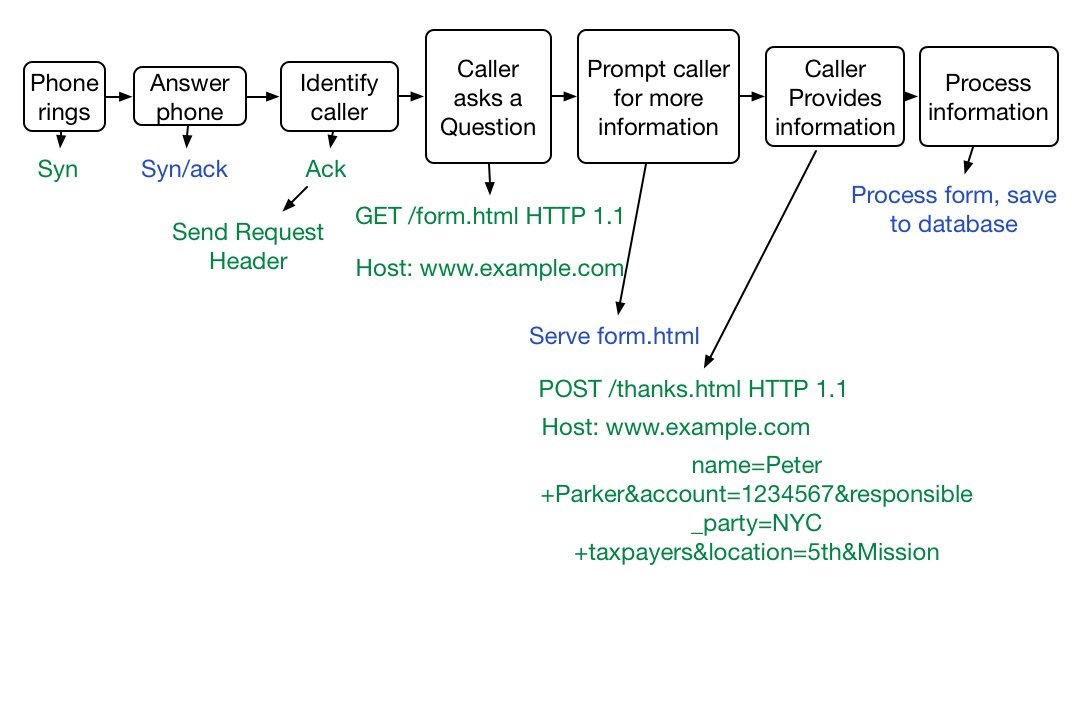 Phone
rings
Answer
phone
Identify
caller
Caller
asks a
Question
Prompt caller
for more
information
Caller
Provides
information
Process
information
Syn
Syn/ack
Ack
Send Request
Header
GET /form.html HTTP 1.1
Host: www.example.com
Serve form.html
POST /thanks.html HTTP 1.1
Host: www.example.com
name=Peter
+Parker&account=1234567&responsible
_party=NYC
+taxpayers&location=5th&Mission
Process form, save
to database